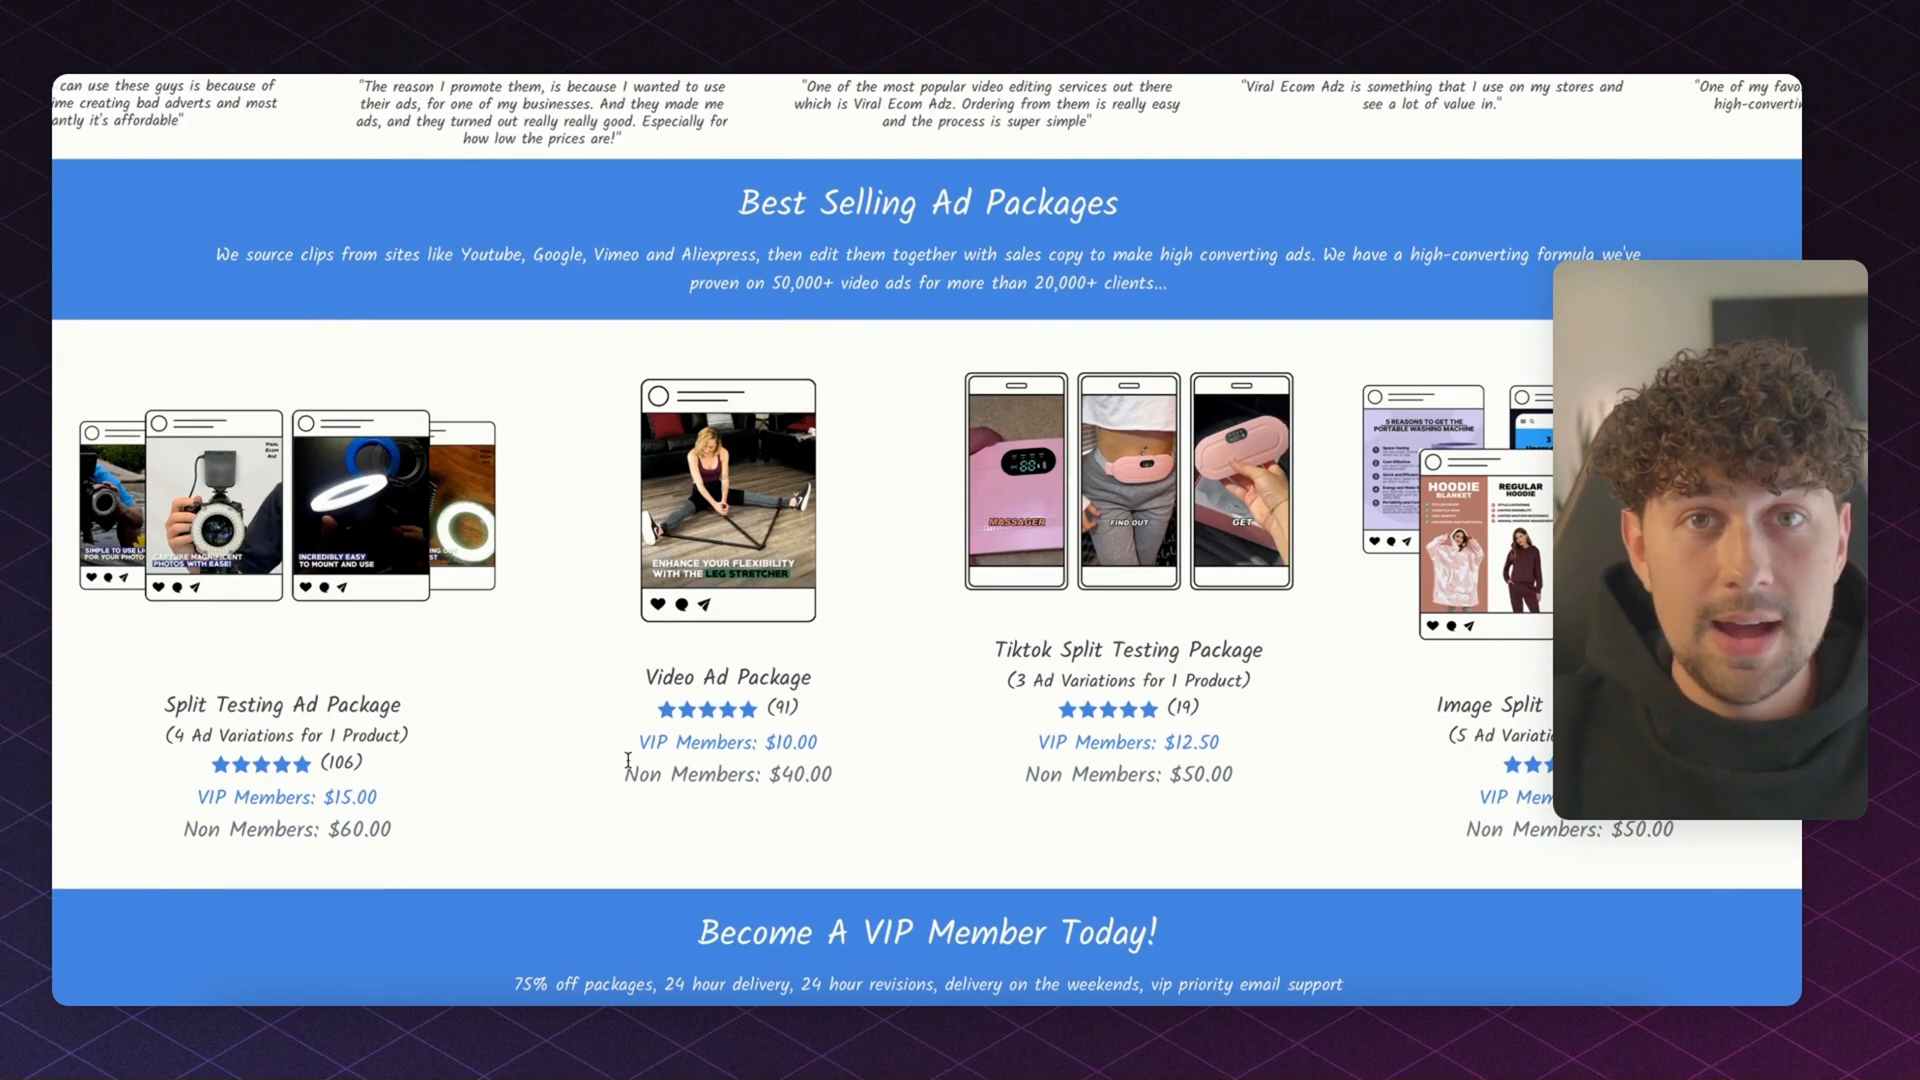 can use these guys is because of
ime creating bad adverts and most
antly it's affordable"
"The reason I promote them, is because I wanted to use
their ads, for one of my businesses. And they made me
ads, and they turned out really really good. Especially for
how low the prices are!"
"One of the most popular video editing services out there
which is Viral Ecom Adz. Ordering from them is really easy
and the process is super simple"
"Viral Ecom Adz is something that I use on my stores and
see a lot of value in."
"One of my favo
high-converti
Best Selling Ad Packages
We source clips from sites like Youtube, Google, Vimeo and Aliexpress, then edit them together with sales copy to make high converting ads. We have a high-converting formula we've
proven on 50,000+ video ads for more than 20,000+ clients...
SIMPLE TO USE LI
FOR YOUR PHOTO
VIRAL
ECOM
ADZ
CAPTURE MAGNIFICENT
PHOTOS WITH EASE!
INCREDIBLY EASY
TO MOUNT AND USE
Split Testing Ad Package
(4 Ad Variations for 1 Product)
(106)
VIP Members: $15.00
Non Members: $60.00
ENHANCE YOUR FLEXIBILITY
WITH THE LEG STRETCHER
Video Ad Package
(91)
VIP Members: $10.00
Non Members: $40.00
MASSAGER
FIND OUT
GET
Tiktok Split Testing Package
(3 Ad Variations for 1 Product)
(19)
VIP Members: $12.50
Non Members: $50.00
5 REASONS TO GET THE
PORTABLE WASHING MACHINE
HOODIE
BLANKET
REGULAR
HOODIE
Image Split
(5 Ad Variati
VIP Mem
Non Members: $50.00
Become A VIP Member Today!
75% off packages, 24 hour delivery, 24 hour revisions, delivery on the weekends, vip priority email support